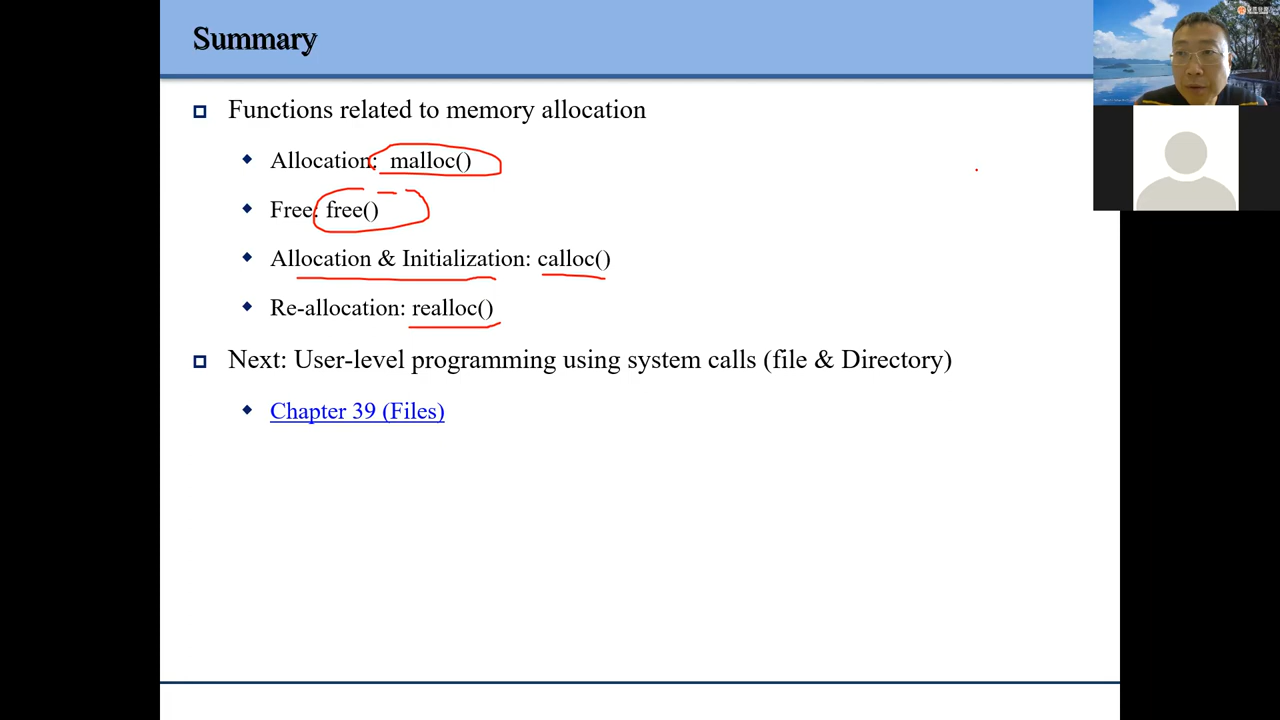 Summary
Functions related to memory allocation
Allocation: malloc()
Free: free()
Allocation & Initialization: calloc()
Re-allocation: realloc()
Next: User-level programming using system calls (file & Directory)
Chapter 39 (Files)